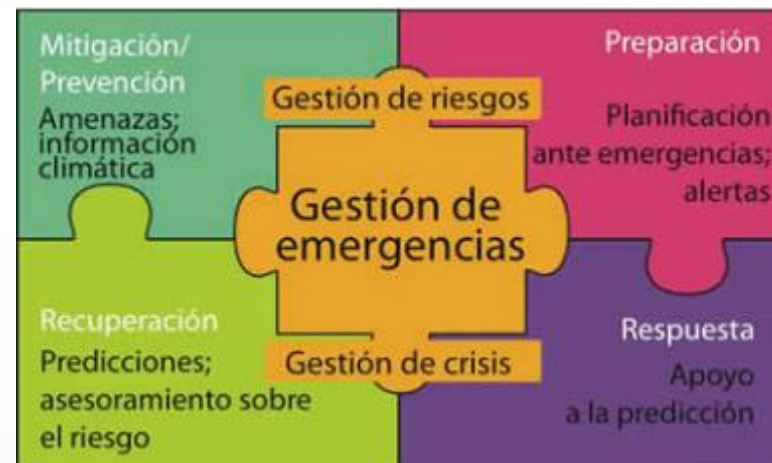 Mitigación/
Prevención
Amenazas;
información
climática
Preparación
Planificación
ante emergencias;
alertas
Gestión de riesgos
Gestión de
emergencias
Gestión de crisis
Recuperación
Predicciones;
asesoramiento sobre
el riesgo
Respuesta
Apoyo
a la predicción